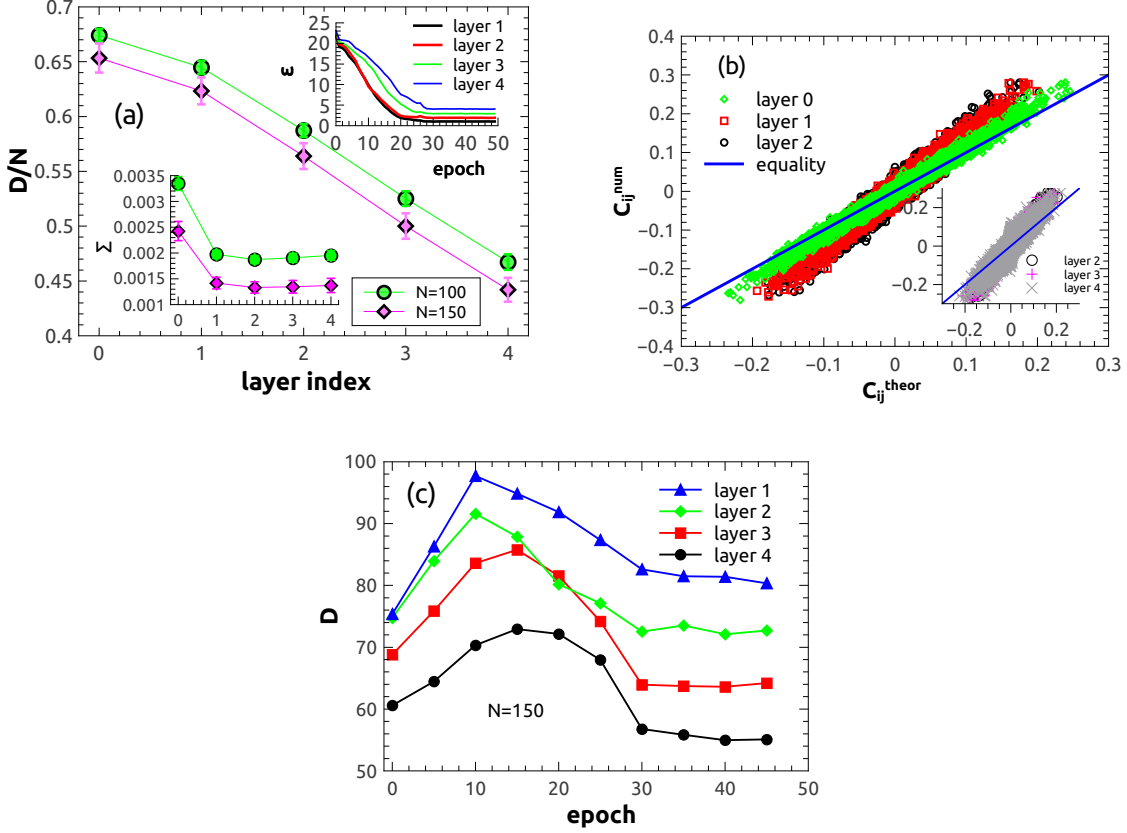 (a)
D/N
0.7
0.65
0.6
0.55
0.5
0.45
0.4
0 1 2 3 4
layer index
N=100
N=150
ε
25
20
15
10
5
0
0 10 20 30 40 50
epoch
layer 1
layer 2
layer 3
layer 4
Σ
0.0035
0.003
0.0025
0.002
0.0015
0.001
0 1 2 3 4
(b)
C_ij^num
0.4
0.3
0.2
0.1
0
−0.1
−0.2
−0.3
−0.4
−0.3 −0.2 −0.1 0 0.1 0.2 0.3
C_ij^theor
layer 0
layer 1
layer 2
equality
0.2
0
−0.2
−0.2 0 0.2
layer 2
layer 3
layer 4
(c)
D
100
90
80
70
60
50
0 10 20 30 40 50
epoch
layer 1
layer 2
layer 3
layer 4
N=150